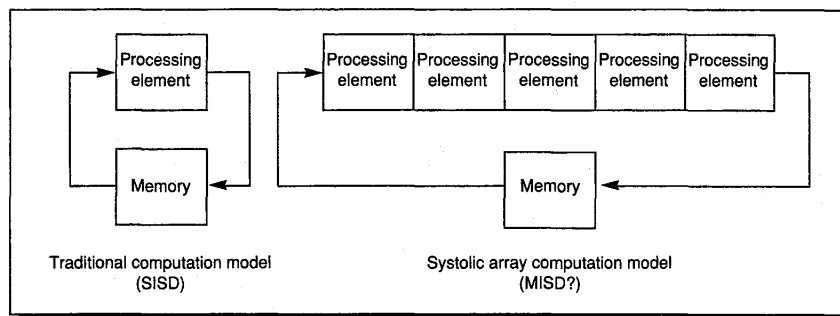 Processing
element
Memory
Traditional computation model
(SISD)
Processing
element
Processing
element
Processing
element
Processing
element
Processing
element
Memory
Systolic array computation model
(MISD?)